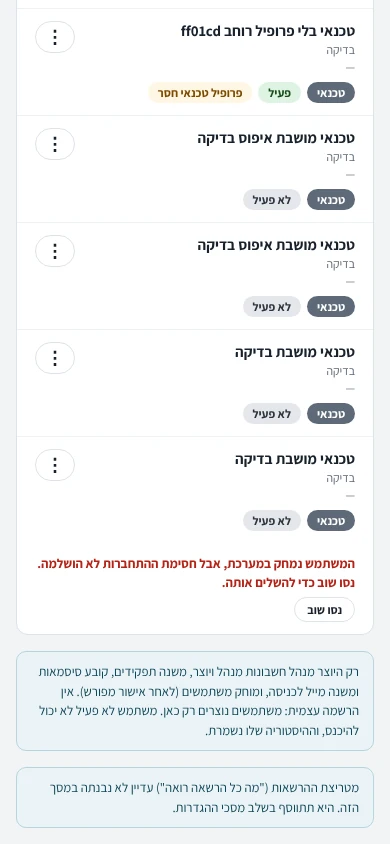 טכנאי בלי פרופיל רוחב ff01cd
בדיקה
—
טכנאי פעיל פרופיל טכנאי חסר
טכנאי מושבת איפוס בדיקה
בדיקה
—
טכנאי לא פעיל
טכנאי מושבת איפוס בדיקה
בדיקה
—
טכנאי לא פעיל
טכנאי מושבת בדיקה
בדיקה
—
טכנאי לא פעיל
טכנאי מושבת בדיקה
בדיקה
—
טכנאי לא פעיל
המשתמש נמחק במערכת, אבל חסימת ההתחברות לא הושלמה.
נסו שוב כדי להשלים אותה.
נסו שוב
רק היוצר מנהל חשבונות מנהל ויוצר, משנה תפקידים, קובע סיסמאות
ומשנה מייל לכניסה, ומוחק משתמשים (לאחר אישור מפורש). אין
הרשמה עצמית: משתמשים נוצרים רק כאן. משתמש לא פעיל לא יכול
להיכנס, וההיסטוריה שלו נשמרת.
מטריצת ההרשאות ("מה כל הרשאה רואה") עדיין לא נבנתה במסך
הזה. היא תתווסף בשלב מסכי ההגדרות.